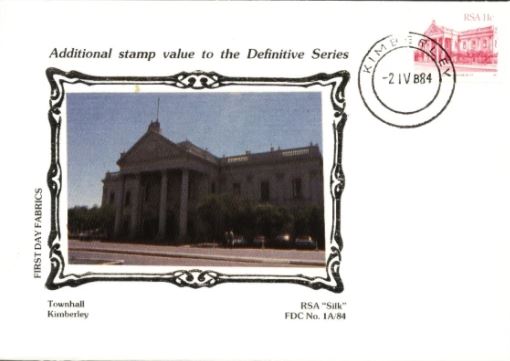 Additional stamp value to the Definitive Series
RSA 11c
KIMBERLEY
-2 IV B84
FIRST DAY FABRICS
Townhall
Kimberley
RSA "Silk"
FDC No. 1A/84